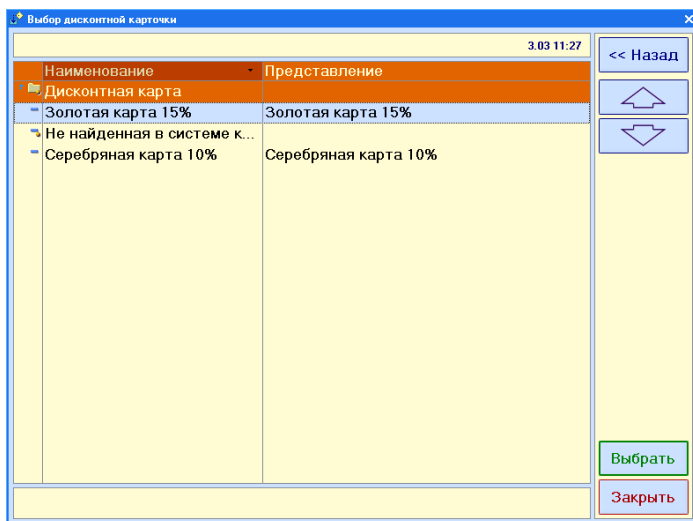 Выбор дисконтной карточки
3.03 11:27
<< Назад
Наименование Представление
Дисконтная карта
Золотая карта 15% Золотая карта 15%
Не найденная в системе к...
Серебряная карта 10% Серебряная карта 10%
Выбрать
Закрыть